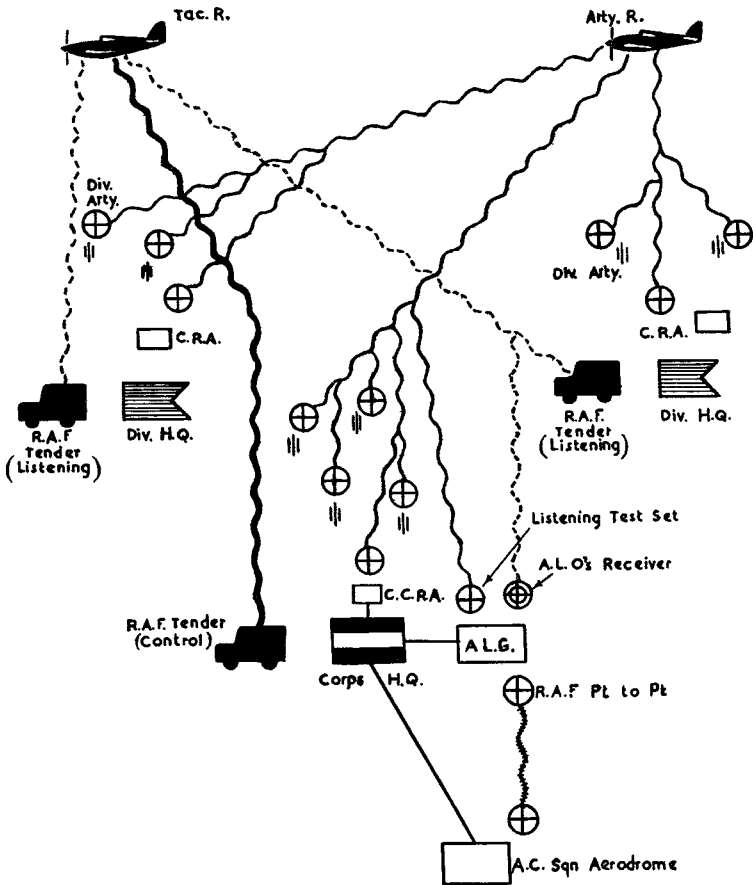 Tac. R.
Arty. R.
Div.
Arty.
Div. Arty.
C.R.A.
C.R.A.
R.A.F
Tender
(Listening)
Div. H.Q.
R.A.F.
Tender
(Listening)
Div. H.Q.
Listening Test Set
A.L.O's Receiver
C.C.R.A.
R.A.F. Tender
(Control)
A L.G.
Corps H.Q.
R.A.F Pt to Pt
A.C. Sqn Aerodrome